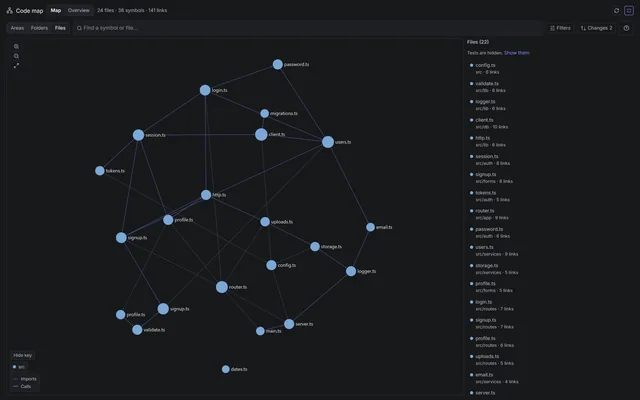 Code map
Map
Overview
24 files · 38 symbols · 141 links
Areas
Folders
Files
Find a symbol or file...
Filters
Changes 2
password.ts
login.ts
migrations.ts
session.ts
client.ts
users.ts
tokens.ts
http.ts
profile.ts
uploads.ts
email.ts
signup.ts
storage.ts
config.ts
logger.ts
router.ts
signup.ts
profile.ts
server.ts
validate.ts
main.ts
dates.ts
Hide key
src
Imports
Calls
Files (22)
Tests are hidden. Show them
config.ts
src · 8 links
validate.ts
src/lib · 6 links
logger.ts
src/lib · 6 links
client.ts
src/db · 10 links
http.ts
src/lib · 6 links
session.ts
src/auth · 8 links
signup.ts
src/forms · 8 links
tokens.ts
src/auth · 5 links
router.ts
src/app · 9 links
password.ts
src/auth · 6 links
users.ts
src/services · 9 links
storage.ts
src/services · 5 links
profile.ts
src/forms · 5 links
login.ts
src/routes · 7 links
signup.ts
src/routes · 7 links
profile.ts
src/routes · 6 links
uploads.ts
src/routes · 5 links
email.ts
src/services · 4 links
server.ts